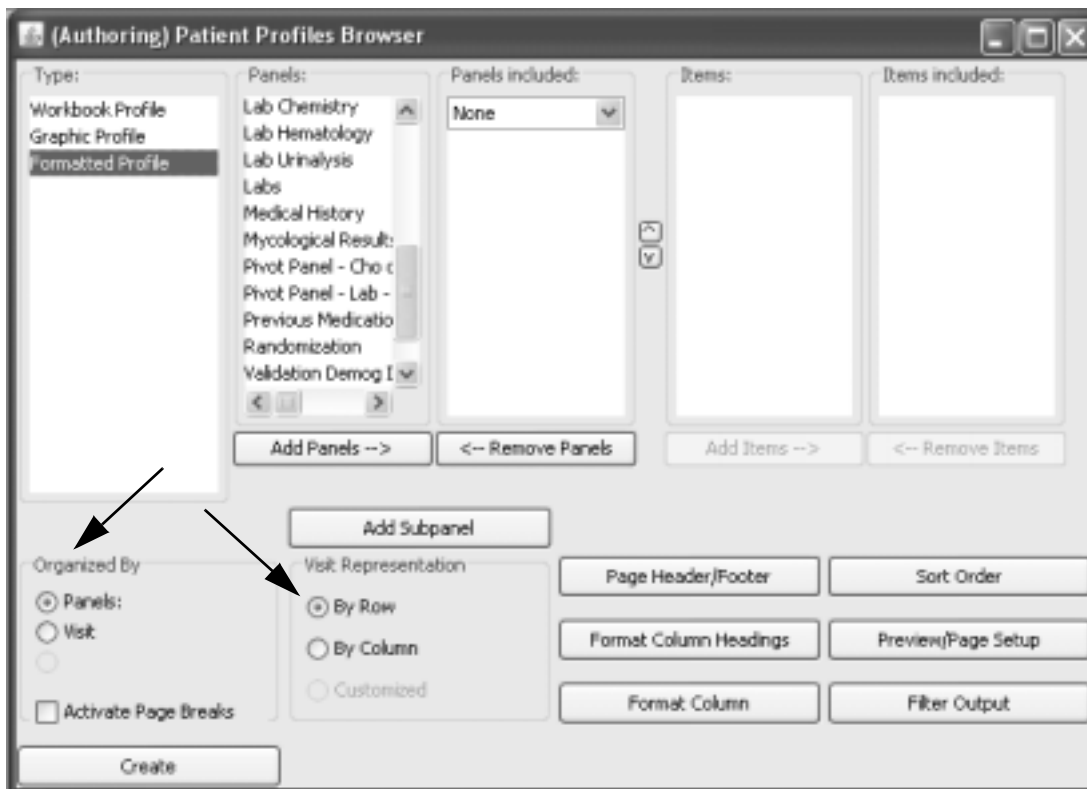 (Authoring) Patient Profiles Browser
Type:
Workbook Profile
Graphic Profile
Formatted Profile
Panels:
Lab Chemistry
Lab Hematology
Lab Urinalysis
Labs
Medical History
Mycological Result
Pivot Panel - Cho
Pivot Panel - Lab -
Previous Medicatio
Randomization
Validation Demog
Add Panels -->
Panels included:
None
<-- Remove Panels
^
v
Items:
Add Items -->
Items included:
<-- Remove Items
Add Subpanel
Organized By
Panels:
Visit
Activate Page Breaks
Visit Representation
By Row
By Column
Customized
Page Header/Footer
Sort Order
Format Column Headings
Preview/Page Setup
Format Column
Filter Output
Create